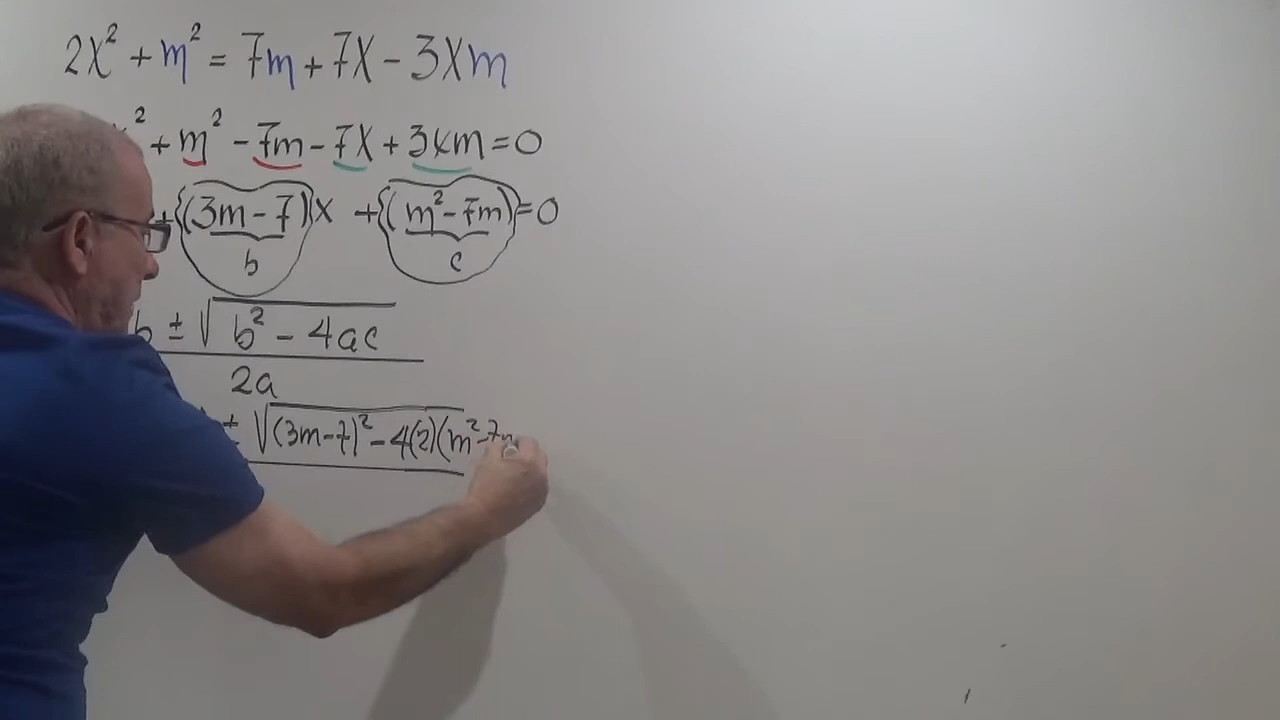 2x² + m² = 7m + 7x - 3xm
² + m² - 7m - 7x + 3xm = 0
+{(3m - 7)}x + {(m² - 7m) = 0
b c
b ± √b² - 4ac
2a
± √(3m-7)² - 4(2)(m² - 7m